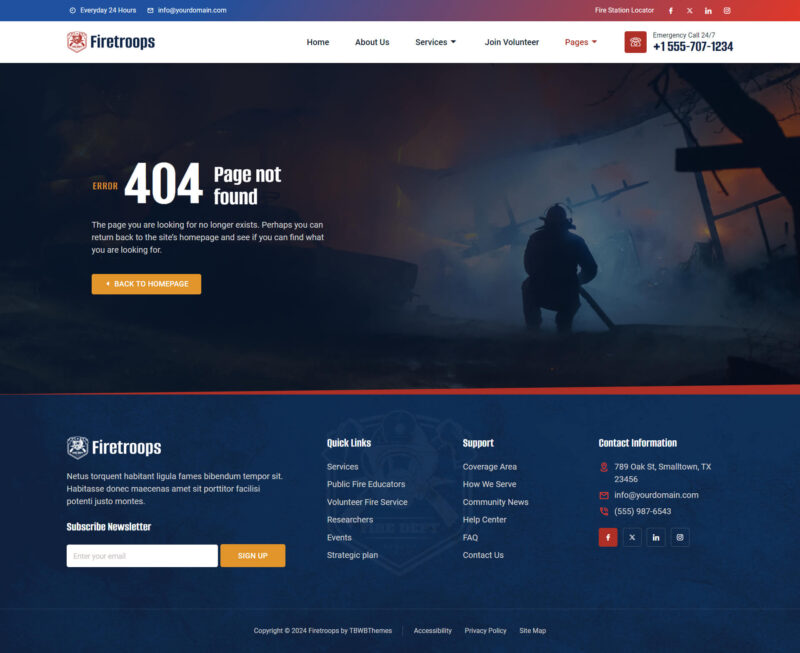 Everyday 24 Hours info@yourdomain.com Fire Station Locator
Firetroops
Home About Us Services Join Volunteer Pages
Emergency Call 24/7
+1 555-707-1234
ERROR 404 Page not found
The page you are looking for no longer exists. Perhaps you can
return back to the site's homepage and see if you can find what
you are looking for.
BACK TO HOMEPAGE
Firetroops
Netus torquent habitant ligula fames bibendum tempor sit.
Habitasse donec maecenas amet sit porttitor facilisi
potenti justo montes.
Subscribe Newsletter
Enter your email
SIGN UP
Quick Links
Services
Public Fire Educators
Volunteer Fire Service
Researchers
Events
Strategic plan
FIRE DEPT
Support
Coverage Area
How We Serve
Community News
Help Center
FAQ
Contact Us
Contact Information
789 Oak St, Smalltown, TX
23456
info@yourdomain.com
(555) 987-6543
Copyright © 2024 Firetroops by TBWBThemes Accessibility Privacy Policy Site Map